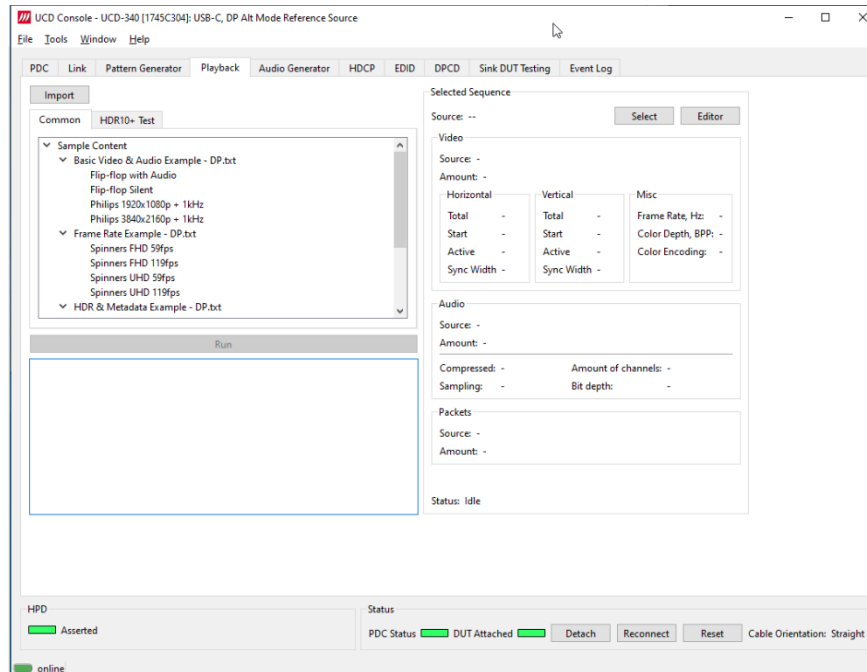 UCD Console - UCD-340 [1745C304]: USB-C, DP Alt Mode Reference Source
File Tools Window Help
PDC Link Pattern Generator Playback Audio Generator HDCP EDID DPCD Sink DUT Testing Event Log
Import
Common HDR10+ Test
Sample Content
Basic Video & Audio Example - DP.txt
Flip-flop with Audio
Flip-flop Silent
Philips 1920x1080p + 1kHz
Philips 3840x2160p + 1kHz
Frame Rate Example - DP.txt
Spinners FHD 59fps
Spinners FHD 119fps
Spinners UHD 59fps
Spinners UHD 119fps
HDR & Metadata Example - DP.txt
Run
Selected Sequence
Source: -- Select Editor
Video
Source: -
Amount: -
Horizontal Vertical Misc
Total - Total - Frame Rate, Hz: -
Start - Start - Color Depth, BPP: -
Active - Active - Color Encoding: -
Sync Width - Sync Width -
Audio
Source: -
Amount: -
Compressed: - Amount of channels: -
Sampling: - Bit depth: -
Packets
Source: -
Amount: -
Status: Idle
HPD
Asserted
Status
PDC Status DUT Attached Detach Reconnect Reset Cable Orientation: Straight
online